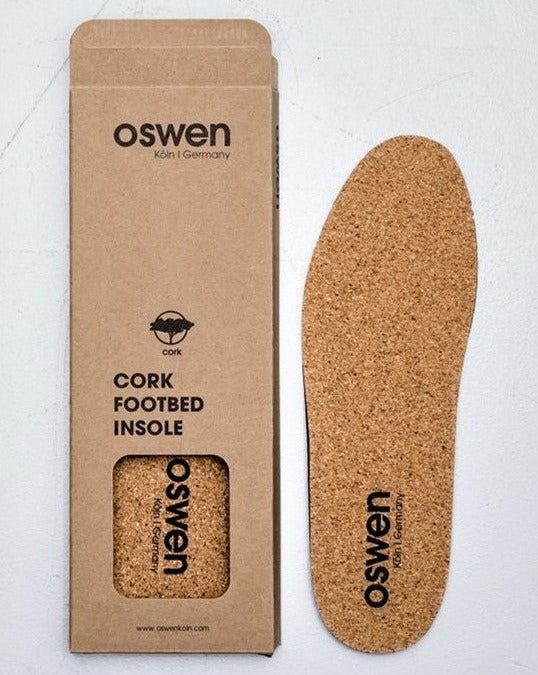 oswen
Köln | Germany
cork
CORK
FOOTBED
INSOLE
oswen
Köln | Germany
www.oswenkoln.com
oswen
Köln | Germany